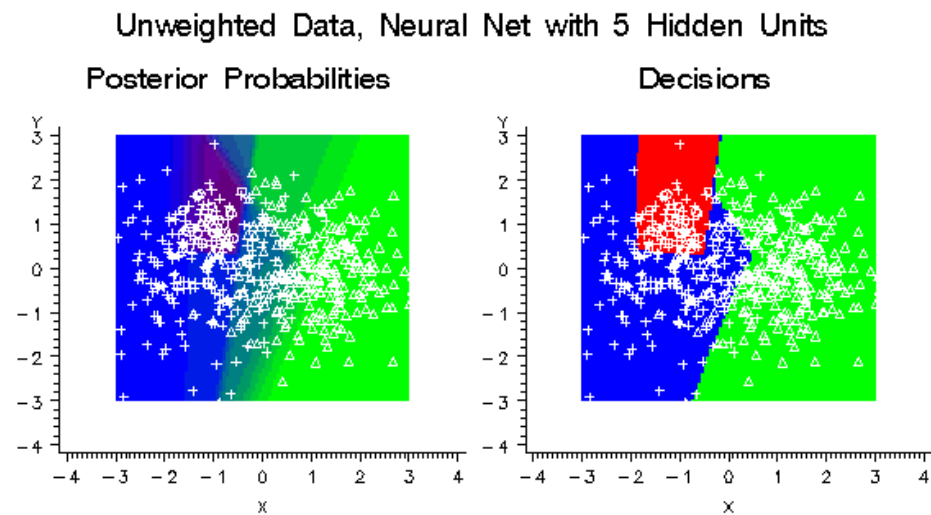 Unweighted Data, Neural Net with 5 Hidden Units
Posterior Probabilities
Decisions
Y
3
2
1
0
-1
-2
-3
-4
-4 -3 -2 -1 0 1 2 3 4
X
Y
3
2
1
0
-1
-2
-3
-4
-4 -3 -2 -1 0 1 2 3 4
X